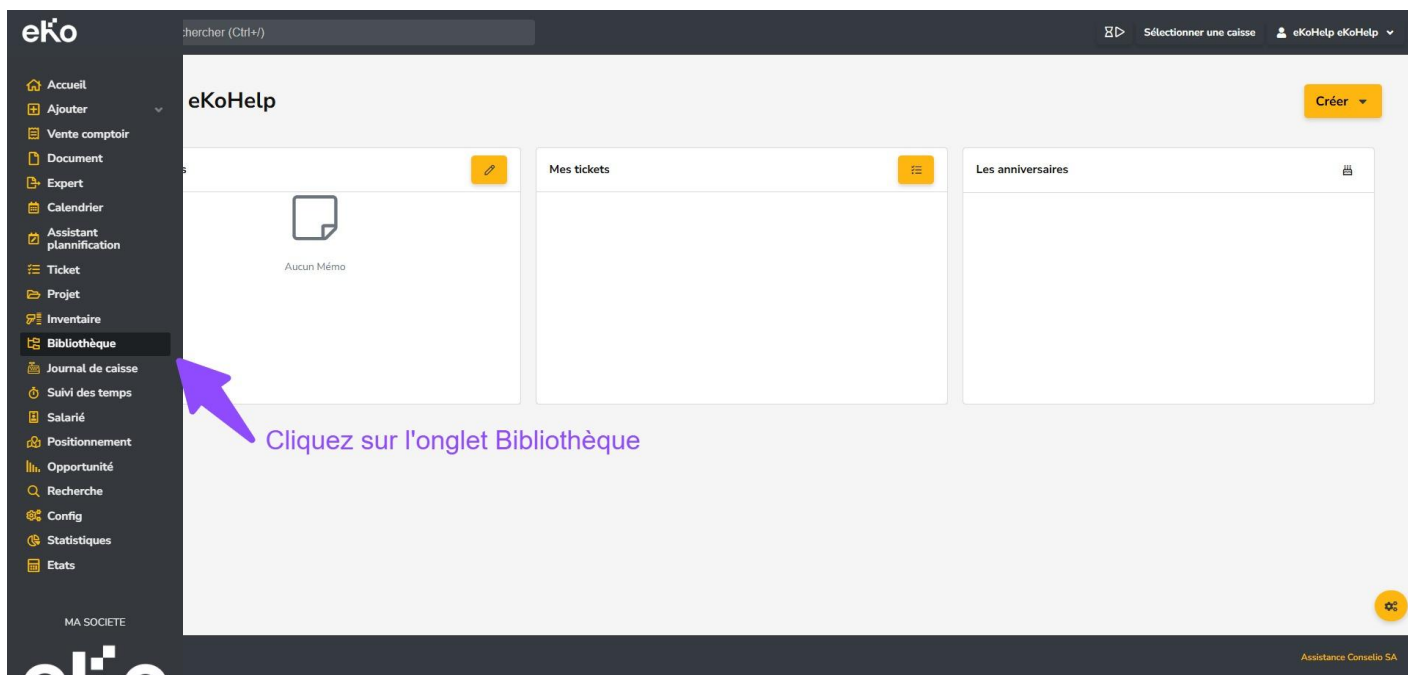 eko
hercher (Ctrl+/)
Sélectionner une caisse
eKoHelp eKoHelp
Accueil
Ajouter
Vente comptoir
Document
Expert
Calendrier
Assistant
plannification
Ticket
Projet
Inventaire
Bibliothèque
Journal de caisse
Suivi des temps
Salarié
Positionnement
Opportunité
Recherche
Config
Statistiques
Etats
MA SOCIETE
eko
eKoHelp
Créer
s
Aucun Mémo
Mes tickets
Les anniversaires
Cliquez sur l'onglet Bibliothèque
Assistance Conselio SA